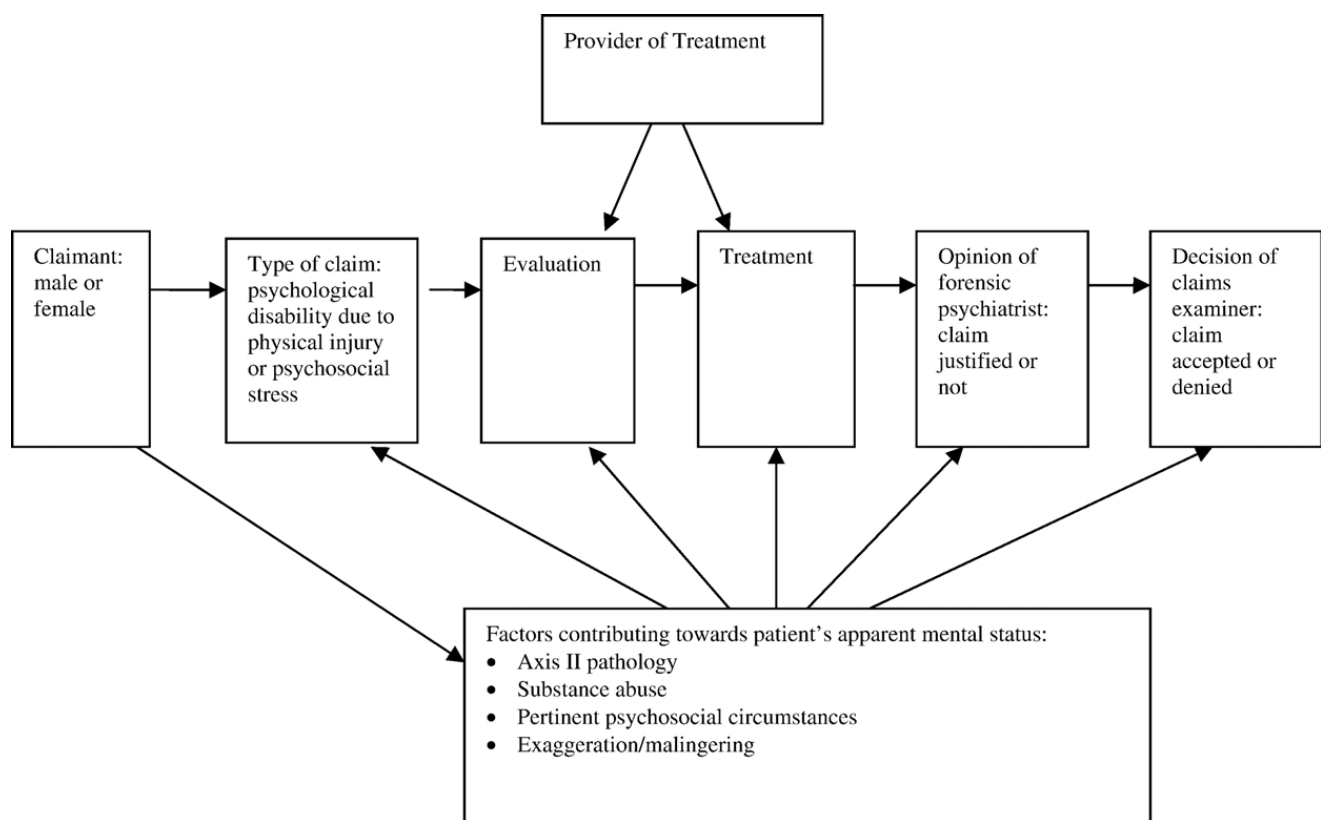 Provider of Treatment
Claimant:
male or
female
Type of claim:
psychological
disability due to
physical injury
or psychosocial
stress
Evaluation
Treatment
Opinion of
forensic
psychiatrist:
claim
justified or
not
Decision of
claims
examiner:
claim
accepted or
denied
Factors contributing towards patient’s apparent mental status:
• Axis II pathology
• Substance abuse
• Pertinent psychosocial circumstances
• Exaggeration/malingering